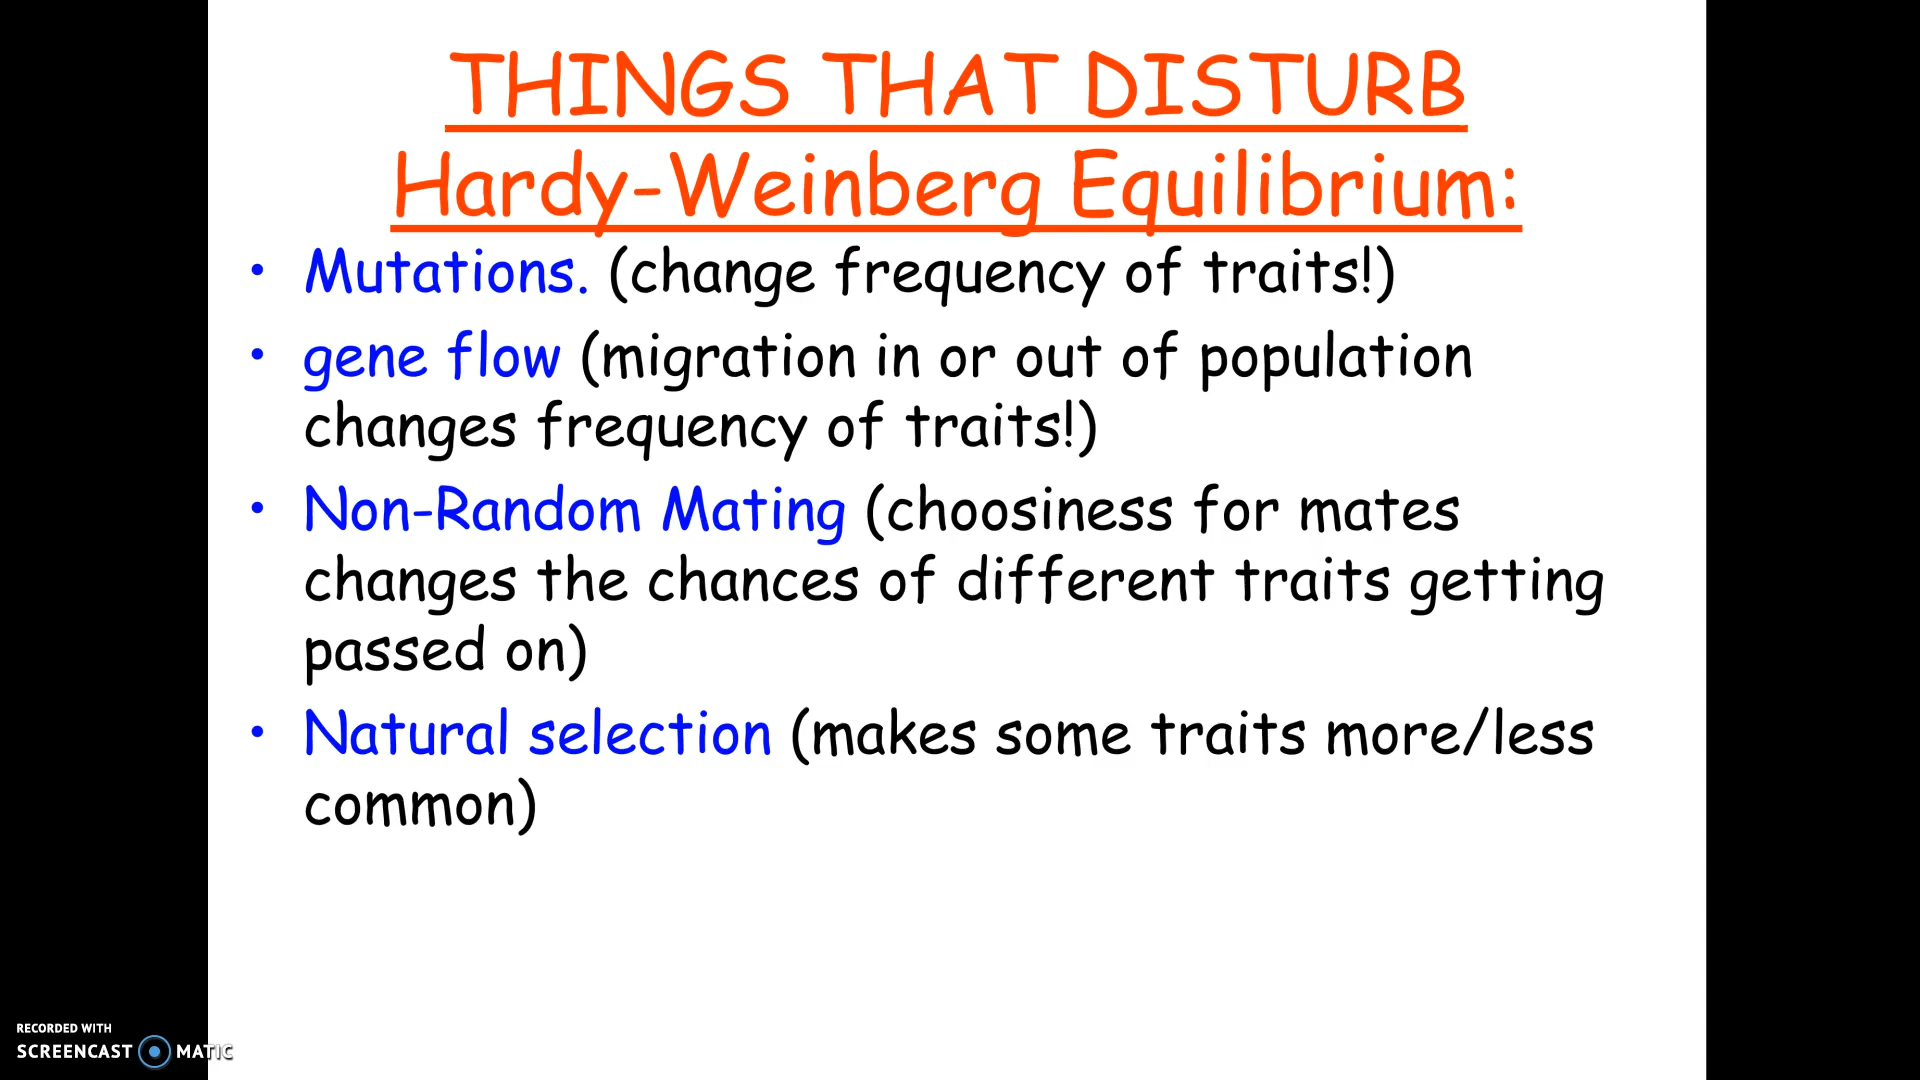 THINGS THAT DISTURB
Hardy-Weinberg Equilibrium:
• Mutations. (change frequency of traits!)
• gene flow (migration in or out of population
changes frequency of traits!)
• Non-Random Mating (choosiness for mates
changes the chances of different traits getting
passed on)
• Natural selection (makes some traits more/less
common)
RECORDED WITH
SCREENCAST MATIC